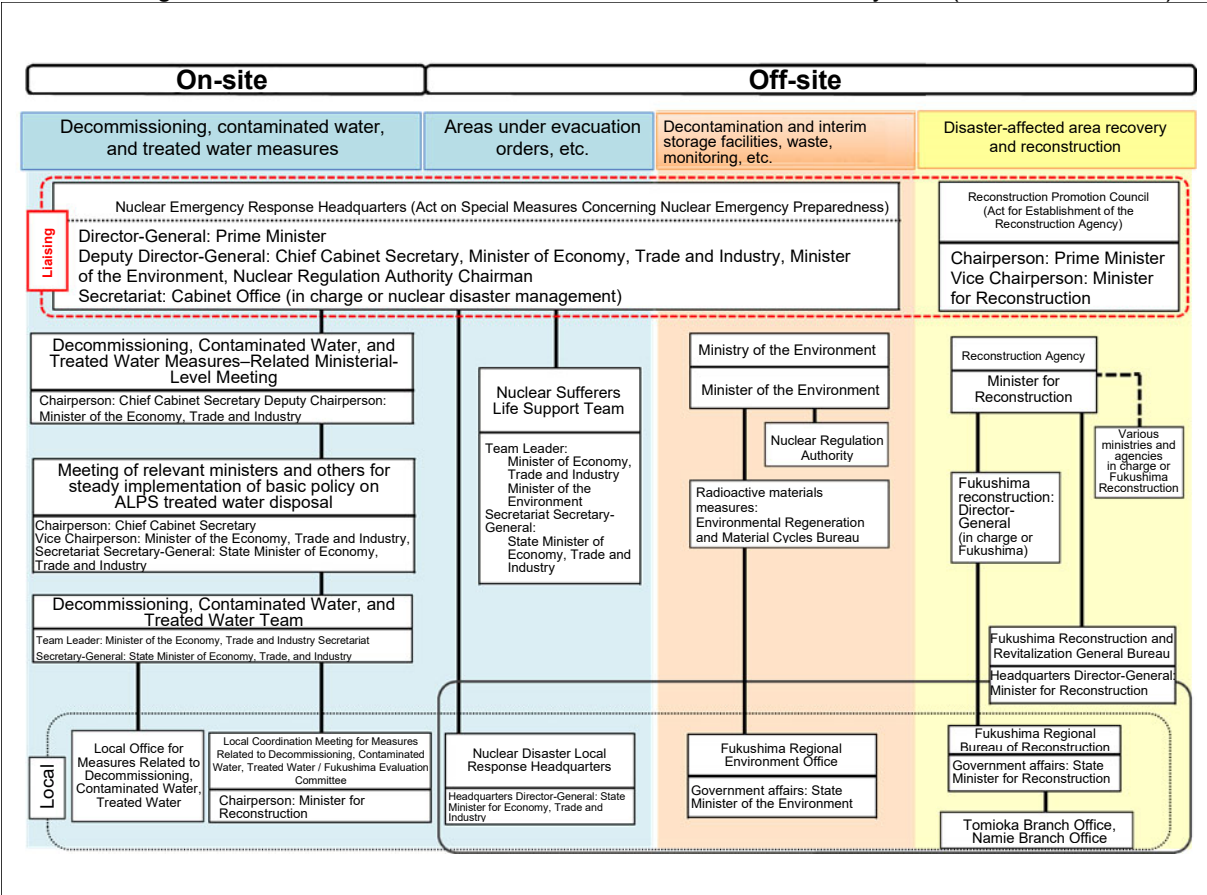 On-site
Off-site
Decommissioning, contaminated water,
and treated water measures
Areas under evacuation
orders, etc.
Decontamination and interim
storage facilities, waste,
monitoring, etc.
Disaster-affected area recovery
and reconstruction
Liaising
Nuclear Emergency Response Headquarters (Act on Special Measures Concerning Nuclear Emergency Preparedness)
Director-General: Prime Minister
Deputy Director-General: Chief Cabinet Secretary, Minister of Economy, Trade and Industry, Minister
of the Environment, Nuclear Regulation Authority Chairman
Secretariat: Cabinet Office (in charge or nuclear disaster management)
Reconstruction Promotion Council
(Act for Establishment of the
Reconstruction Agency)
Chairperson: Prime Minister
Vice Chairperson: Minister
for Reconstruction
Decommissioning, Contaminated Water, and
Treated Water Measures–Related Ministerial-
Level Meeting
Chairperson: Chief Cabinet Secretary Deputy Chairperson:
Minister of the Economy, Trade and Industry
Meeting of relevant ministers and others for
steady implementation of basic policy on
ALPS treated water disposal
Chairperson: Chief Cabinet Secretary
Vice Chairperson: Minister of the Economy, Trade and Industry,
Secretariat Secretary-General: State Minister of Economy,
Trade and Industry
Decommissioning, Contaminated Water, and
Treated Water Team
Team Leader: Minister of the Economy, Trade and Industry Secretariat
Secretary-General: State Minister of Economy, Trade, and Industry
Nuclear Sufferers
Life Support Team
Team Leader:
Minister of Economy,
Trade and Industry
Minister of the
Environment
Secretariat Secretary-
General:
State Minister of
Economy, Trade and
Industry
Ministry of the Environment
Minister of the Environment
Nuclear Regulation
Authority
Radioactive materials
measures:
Environmental Regeneration
and Material Cycles Bureau
Reconstruction Agency
Minister for
Reconstruction
Various
ministries and
agencies
in charge or
Fukushima
Reconstruction
Fukushima
reconstruction:
Director-
General
(in charge or
Fukushima)
Fukushima Reconstruction and
Revitalization General Bureau
Headquarters Director-General:
Minister for Reconstruction
Local
Local Office for
Measures Related to
Decommissioning,
Contaminated Water,
Treated Water
Local Coordination Meeting for Measures
Related to Decommissioning, Contaminated
Water, Treated Water / Fukushima Evaluation
Committee
Chairperson: Minister for
Reconstruction
Nuclear Disaster Local
Response Headquarters
Headquarters Director-General: State
Minister for Economy, Trade and
Industry
Fukushima Regional
Environment Office
Government affairs: State
Minister of the Environment
Fukushima Regional
Bureau of Reconstruction
Government affairs: State
Minister for Reconstruction
Tomioka Branch Office,
Namie Branch Office